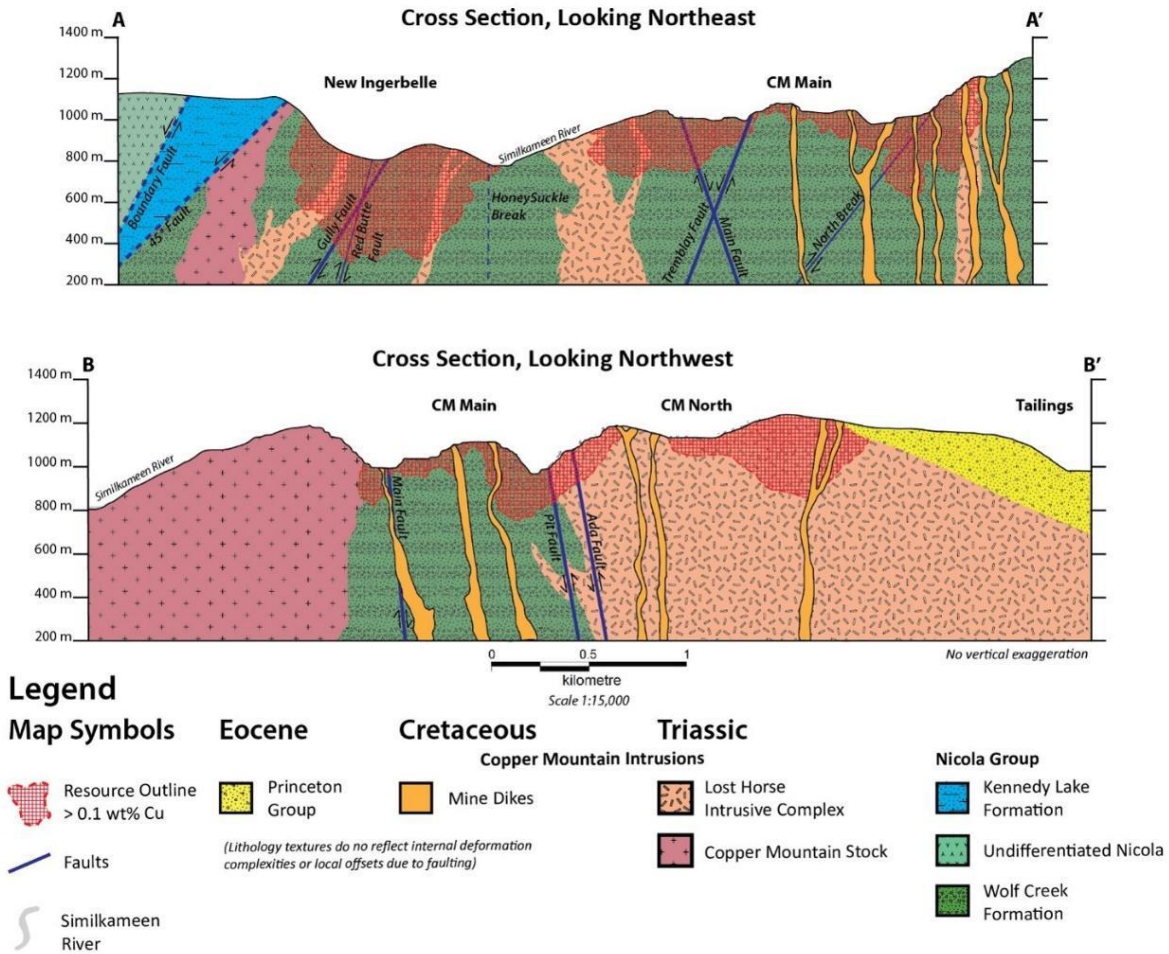 Cross Section, Looking Northeast
A
A'
1400 m
1200 m
1000 m
800 m
600 m
400 m
200 m
New Ingerbelle
CM Main
Similkameen River
Boundary Fault
45° Fault
Gully Fault
Red Butte
Fault
HoneySuckle
Break
Tremblay Fault
Main Fault
North Break
Cross Section, Looking Northwest
B
B'
1400 m
1200 m
1000 m
800 m
600 m
400 m
200 m
CM Main
CM North
Tailings
Similkameen River
Main Fault
Pit Fault
Ada Fault
0 0.5 1
kilometre
Scale 1:15,000
No vertical exaggeration
Legend
Map Symbols
Resource Outline
> 0.1 wt% Cu
Faults
Similkameen
River
Eocene
Princeton
Group
(Lithology textures do no reflect internal deformation
complexities or local offsets due to faulting)
Cretaceous
Triassic
Copper Mountain Intrusions
Mine Dikes
Lost Horse
Intrusive Complex
Copper Mountain Stock
Nicola Group
Kennedy Lake
Formation
Undifferentiated Nicola
Wolf Creek
Formation